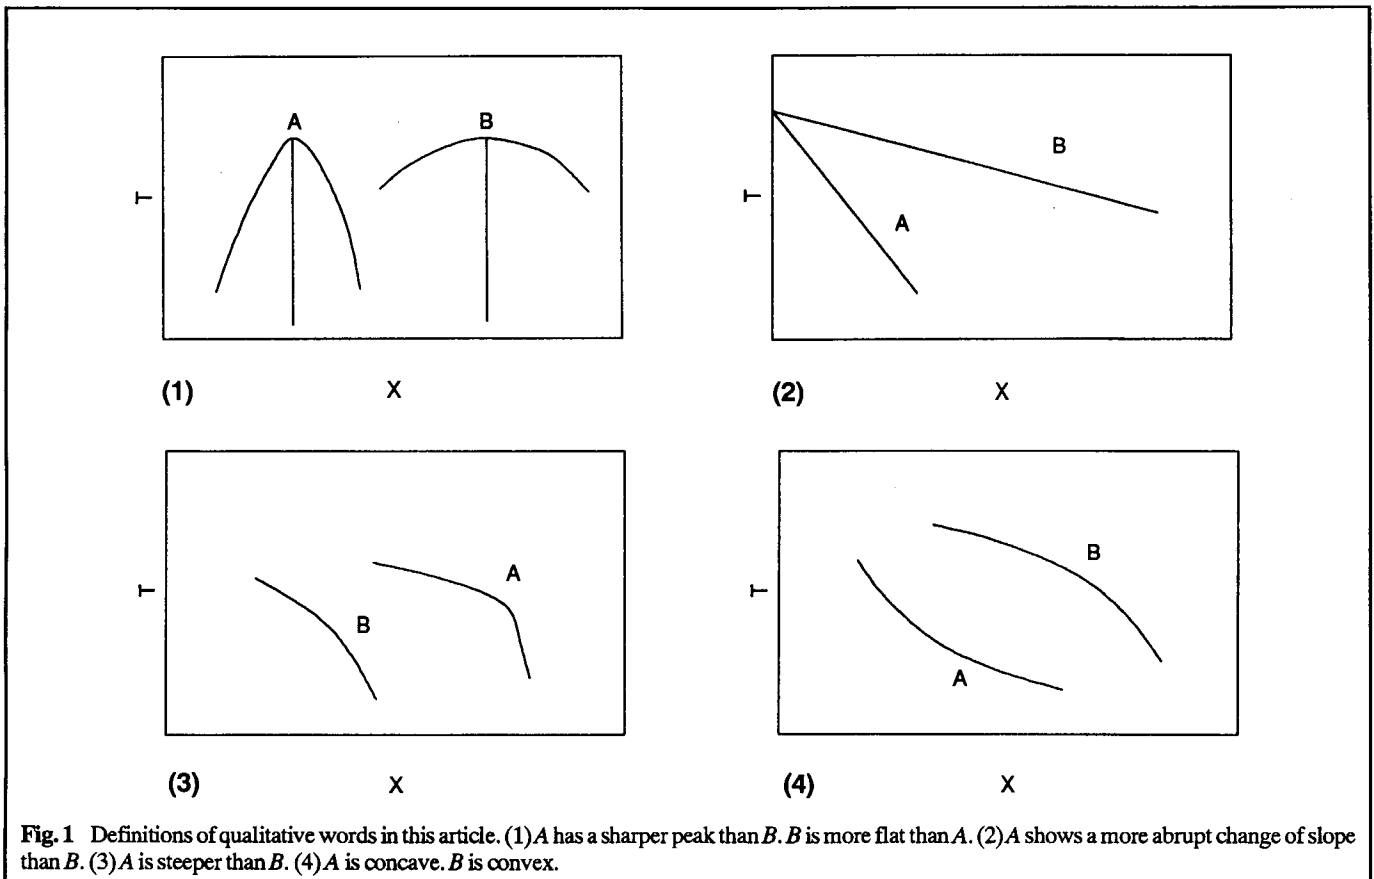 A
B
T
(1)
X
B
A
T
(2)
X
A
B
T
(3)
X
B
A
T
(4)
X
Fig. 1 Definitions of qualitative words in this article. (1) A has a sharper peak than B. B is more flat than A. (2) A shows a more abrupt change of slope
than B. (3) A is steeper than B. (4) A is concave. B is convex.